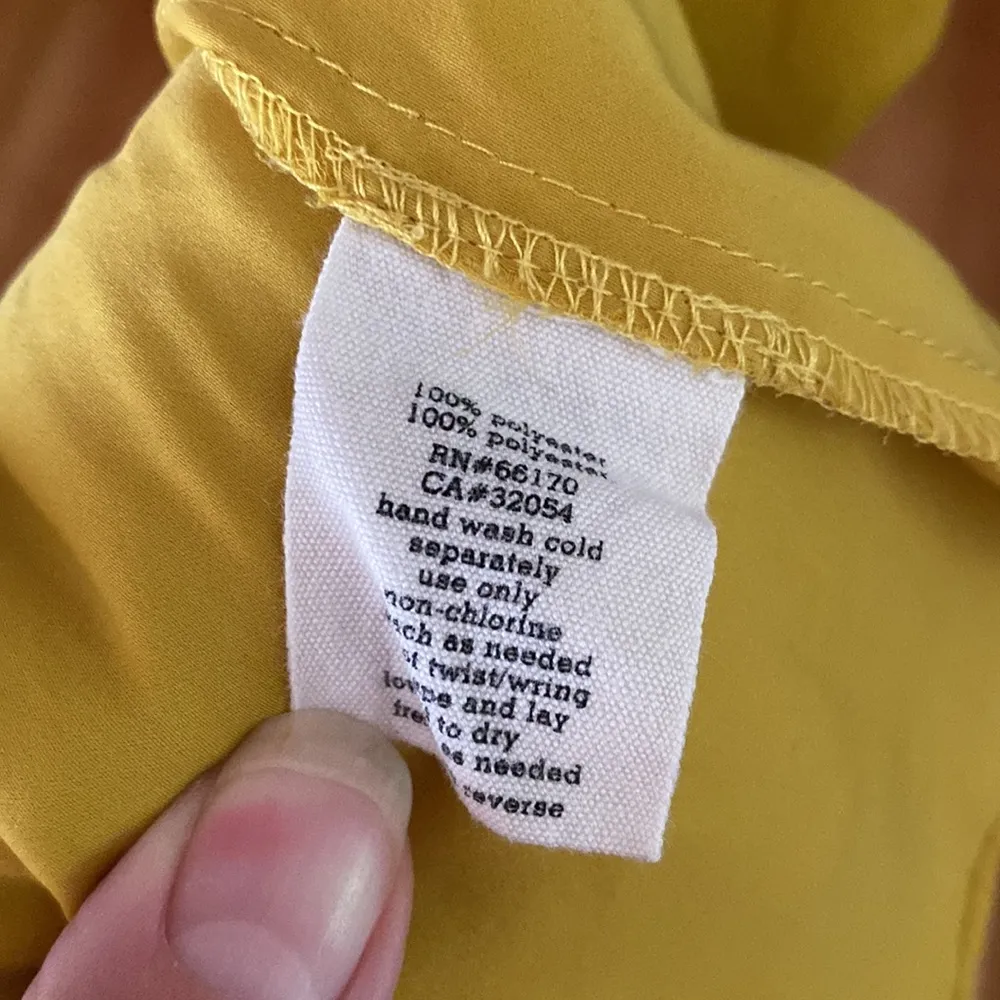 100% polyester
100% polyester
RN#66170
CA#32054
hand wash cold
separately
use only
non-chlorine
as needed
twist/wring
and lay
to dry
needed
reverse